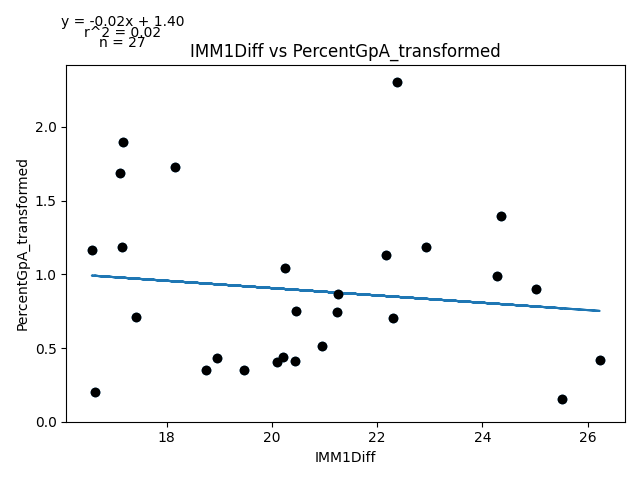 y = -0.02x + 1.40
r^2 = 0.02
n = 27
IMM1Diff vs PercentGpA_transformed
PercentGpA_transformed
2.0
1.5
1.0
0.5
0.0
18 20 22 24 26
IMM1Diff